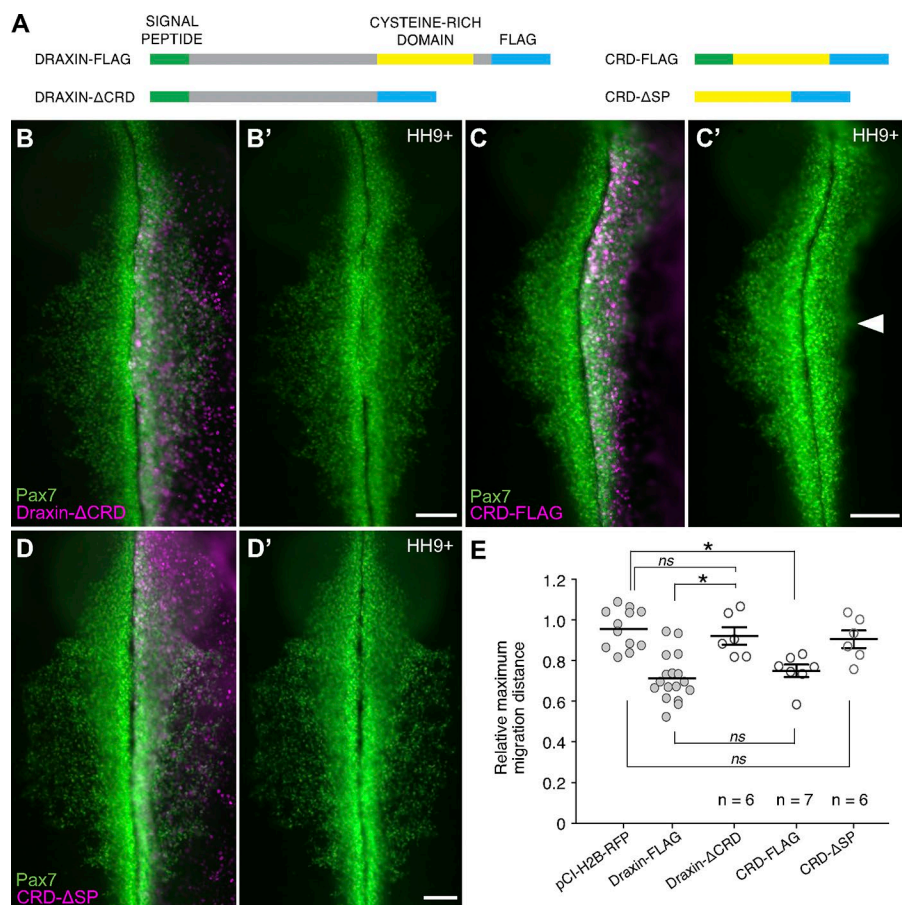 A
SIGNAL
PEPTIDE
CYSTEINE-RICH
DOMAIN
FLAG
DRAXIN-FLAG
CRD-FLAG
DRAXIN-ΔCRD
CRD-ΔSP
B
B’
HH9+
C
C’
HH9+
Pax7
Draxin-ΔCRD
Pax7
CRD-FLAG
D
D’
HH9+
Pax7
CRD-ΔSP
E
*
ns
*
Relative maximum
migration distance
1.2
1.0
0.8
0.6
0.4
0.2
0
ns
ns
n = 6
n = 7
n = 6
pCI-H2B-RFP
Draxin-FLAG
Draxin-ΔCRD
CRD-FLAG
CRD-ΔSP